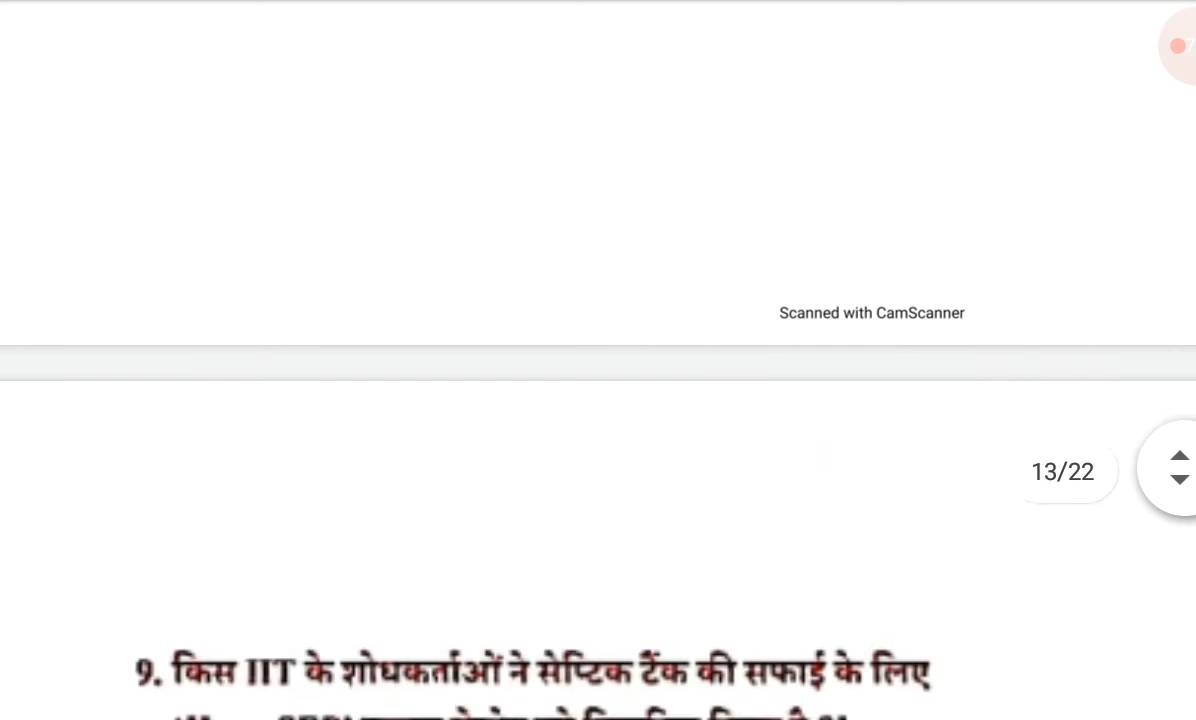 Scanned with CamScanner
13/22
9. किस IIT के शोधकर्ताओं ने सेप्टिक टैंक की सफाई के लिए